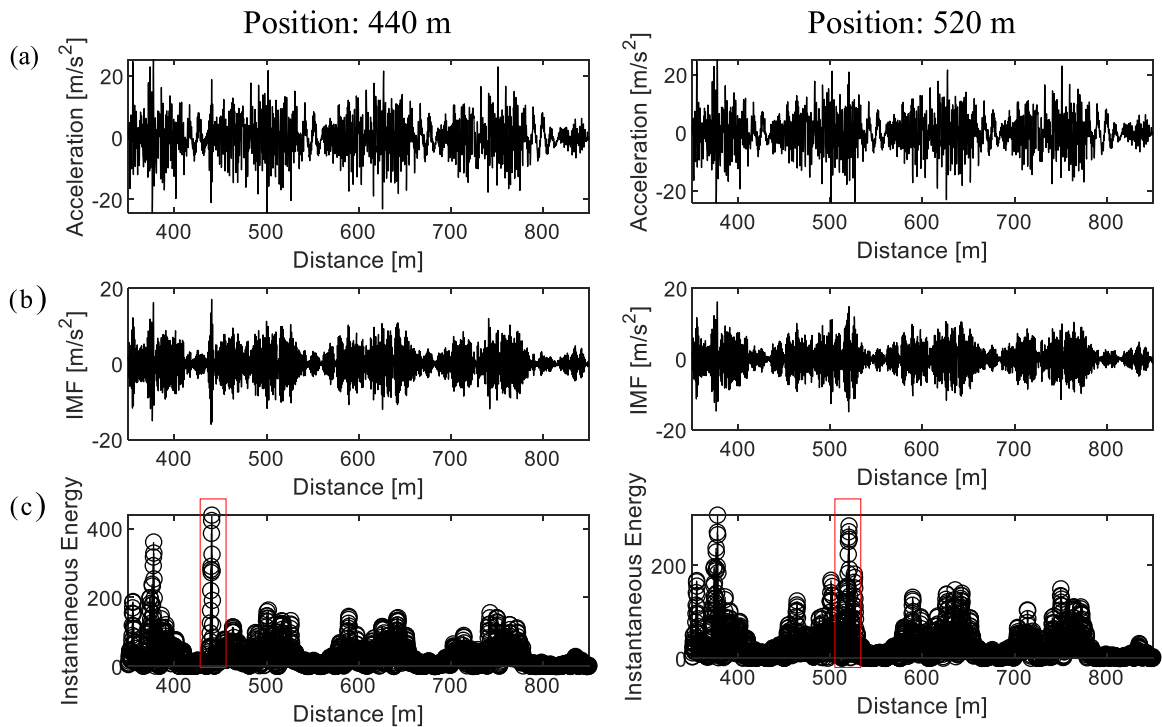 Position: 440 m
Position: 520 m
(a)
Acceleration [m/s²]
20
0
-20
400 500 600 700 800
Distance [m]
Acceleration [m/s²]
20
0
-20
400 500 600 700 800
Distance [m]
(b)
IMF [m/s²]
20
0
-20
400 500 600 700 800
Distance [m]
IMF [m/s²]
20
0
-20
400 500 600 700 800
Distance [m]
(c)
Instantaneous Energy
400
200
0
400 500 600 700 800
Distance [m]
Instantaneous Energy
200
0
400 500 600 700 800
Distance [m]